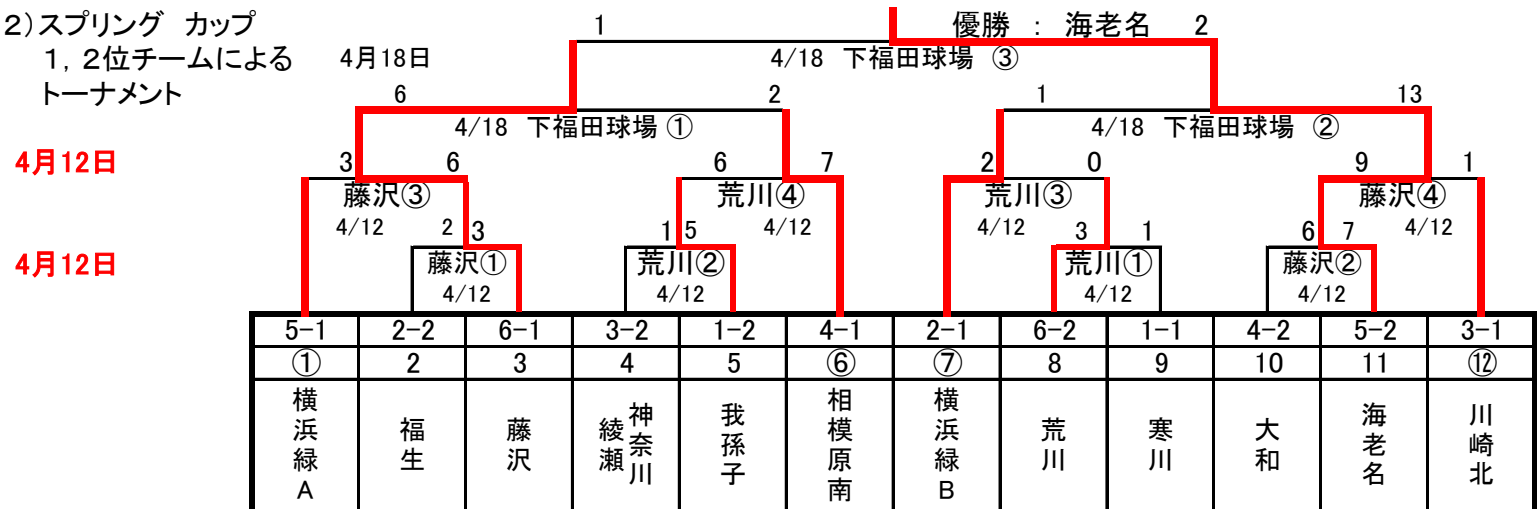 2)スプリング カップ
1, 2位チームによる
トーナメント
4月18日
1
優勝 : 海老名 2
4/18 下福田球場 ③
6 2 1 13
4/18 下福田球場 ①
4/18 下福田球場 ②
4月12日
3 6 6 7 2 0 9 1
藤沢③ 荒川④ 荒川③ 藤沢④
4/12 4/12 4/12 4/12
2 3 1 5 3 1 6 7
4月12日
藤沢① 荒川② 荒川① 藤沢②
4/12 4/12 4/12 4/12
5-1 2-2 6-1 3-2 1-2 4-1 2-1 6-2 1-1 4-2 5-2 3-1
① 2 3 4 5 ⑥ ⑦ 8 9 10 11 ⑫
横浜緑A
福生
藤沢
神奈川
綾瀬
我孫子
相模原南
横浜緑B
荒川
寒川
大和
海老名
川崎北